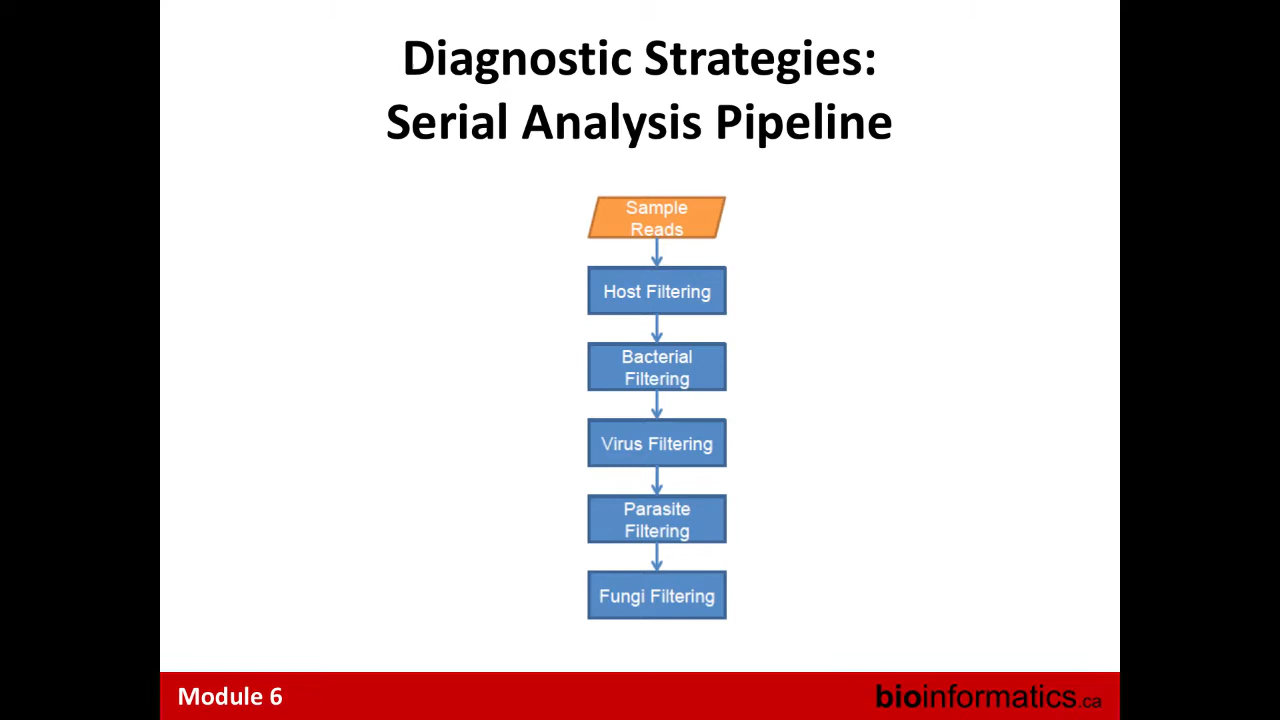 Diagnostic Strategies:
Serial Analysis Pipeline
Sample
Reads
Host Filtering
Bacterial
Filtering
Virus Filtering
Parasite
Filtering
Fungi Filtering
Module 6
bioinformatics.ca